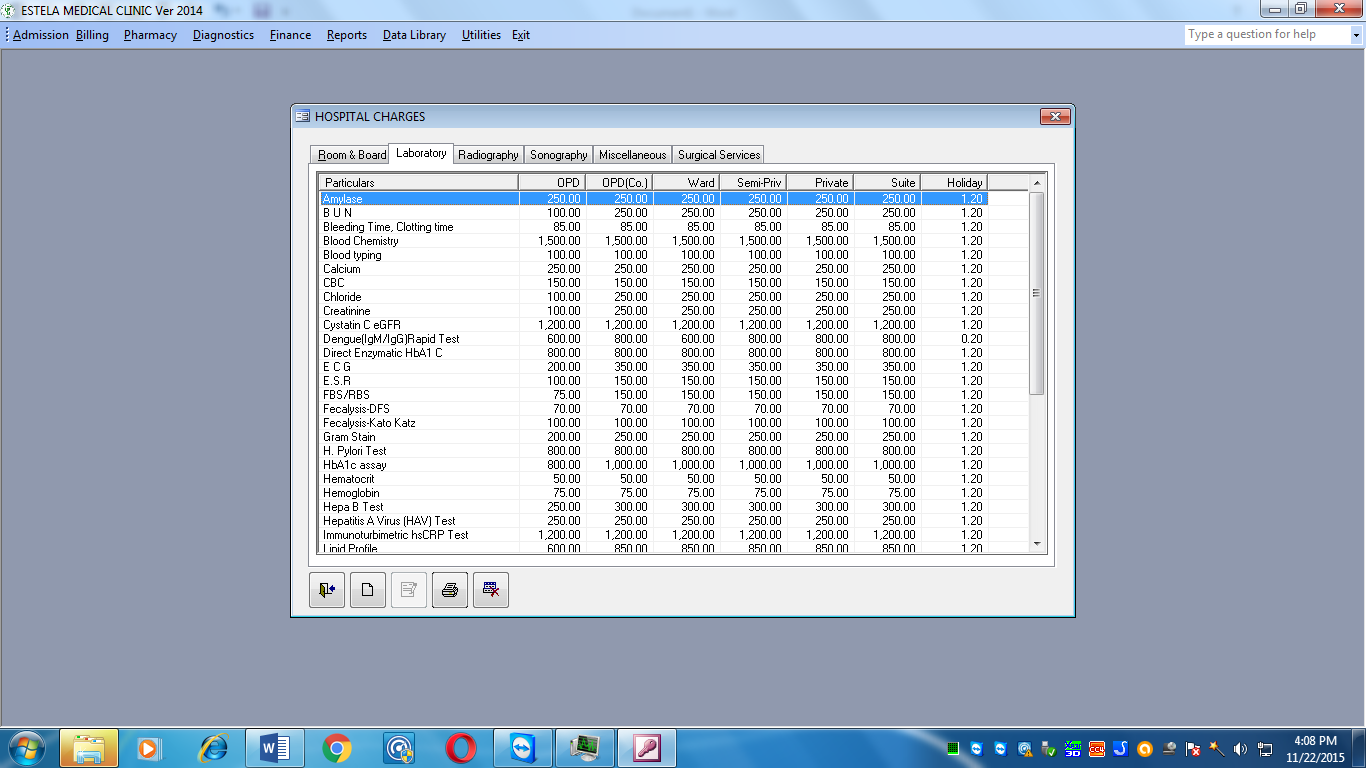 ESTELA MEDICAL CLINIC Ver 2014
Admission Billing Pharmacy Diagnostics Finance Reports Data Library Utilities Exit Type a question for help
HOSPITAL CHARGES
Room & Board Laboratory Radiography Sonography Miscellaneous Surgical Services
Particulars OPD OPD(Co.) Ward Semi-Priv Private Suite Holiday
Amylase 250.00 250.00 250.00 250.00 250.00 250.00 1.20
B U N 100.00 250.00 250.00 250.00 250.00 250.00 1.20
Bleeding Time, Clotting time 85.00 85.00 85.00 85.00 85.00 85.00 1.20
Blood Chemistry 1,500.00 1,500.00 1,500.00 1,500.00 1,500.00 1,500.00 1.20
Blood typing 100.00 100.00 100.00 100.00 100.00 100.00 1.20
Calcium 250.00 250.00 250.00 250.00 250.00 250.00 1.20
CBC 150.00 150.00 150.00 150.00 150.00 150.00 1.20
Chloride 100.00 250.00 250.00 250.00 250.00 250.00 1.20
Creatinine 100.00 250.00 250.00 250.00 250.00 250.00 1.20
Cystatin C eGFR 1,200.00 1,200.00 1,200.00 1,200.00 1,200.00 1,200.00 1.20
Dengue(IgM/IgG)Rapid Test 600.00 800.00 600.00 800.00 800.00 800.00 0.20
Direct Enzymatic HbA1 C 800.00 800.00 800.00 800.00 800.00 800.00 1.20
E C G 200.00 350.00 350.00 350.00 350.00 350.00 1.20
E.S.R 100.00 150.00 150.00 150.00 150.00 150.00 1.20
FBS/RBS 75.00 150.00 150.00 150.00 150.00 150.00 1.20
Fecalysis-DFS 70.00 70.00 70.00 70.00 70.00 70.00 1.20
Fecalysis-Kato Katz 100.00 100.00 100.00 100.00 100.00 100.00 1.20
Gram Stain 200.00 250.00 250.00 250.00 250.00 250.00 1.20
H. Pylori Test 800.00 800.00 800.00 800.00 800.00 800.00 1.20
HbA1c assay 800.00 1,000.00 1,000.00 1,000.00 1,000.00 1,000.00 1.20
Hematocrit 50.00 50.00 50.00 50.00 50.00 50.00 1.20
Hemoglobin 75.00 75.00 75.00 75.00 75.00 75.00 1.20
Hepa B Test 250.00 300.00 300.00 300.00 300.00 300.00 1.20
Hepatitis A Virus (HAV) Test 250.00 250.00 250.00 250.00 250.00 250.00 1.20
Immunoturbimetric hsCRP Test 1,200.00 1,200.00 1,200.00 1,200.00 1,200.00 1,200.00 1.20
Lipid Profile 600.00 850.00 850.00 850.00 850.00 850.00 1.20
4:08 PM
11/22/2015